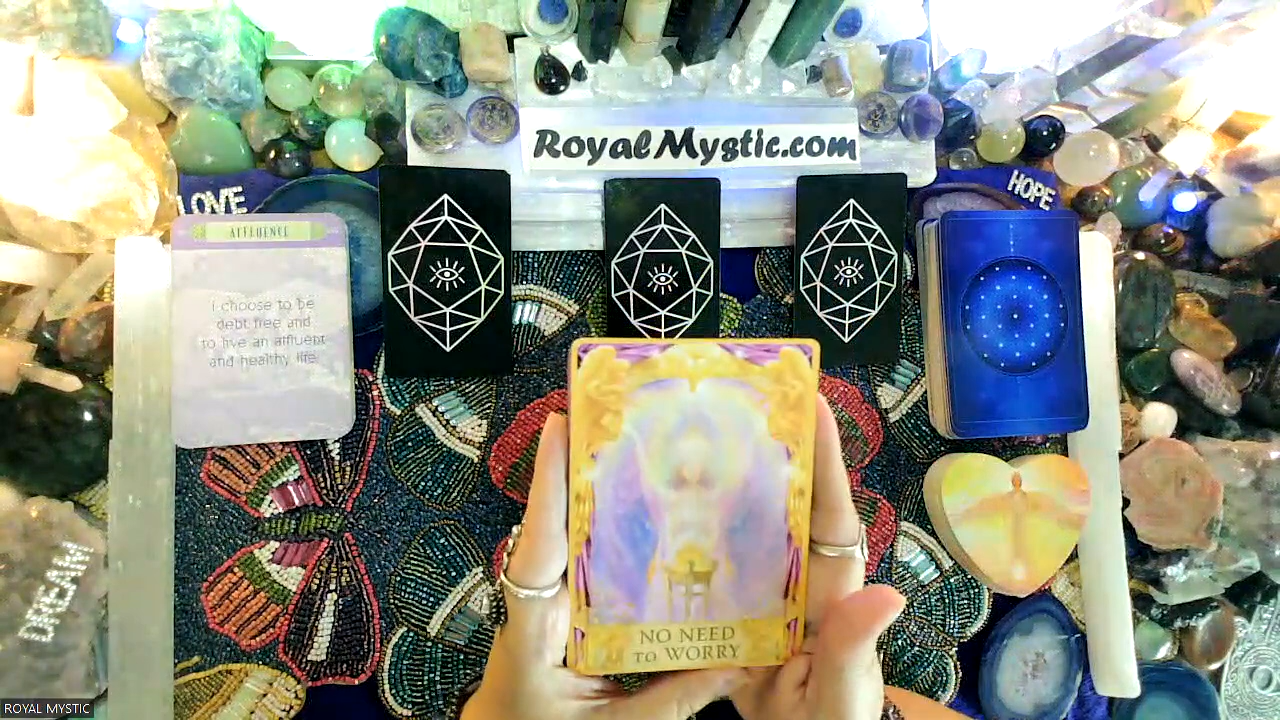 RoyalMystic.com
LOVE
HOPE
AFFLUENCE
I choose to be
debt free and
to live an affluent
and healthy life.
NO NEED
TO WORRY
DREAM
ROYAL MYSTIC